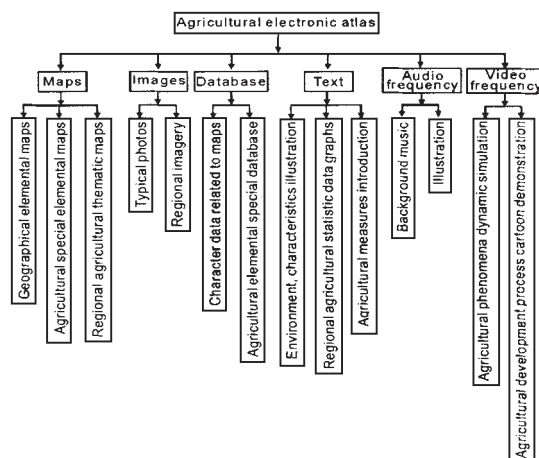 Agricultural electronic atlas
Maps
Images
Database
Text
Audio
frequency
Video
frequency
Geographical elemental maps
Agricultural special elemental maps
Regional agricultural thematic maps
Typical photos
Regional imagery
Character data related to maps
Agricultural elemental special database
Environment, characteristics illustration
Regional agricultural statistic data graphs
Agricultural measures introduction
Background music
Illustration
Agricultural phenomena dynamic simulation
Agricultural development process cartoon demonstration